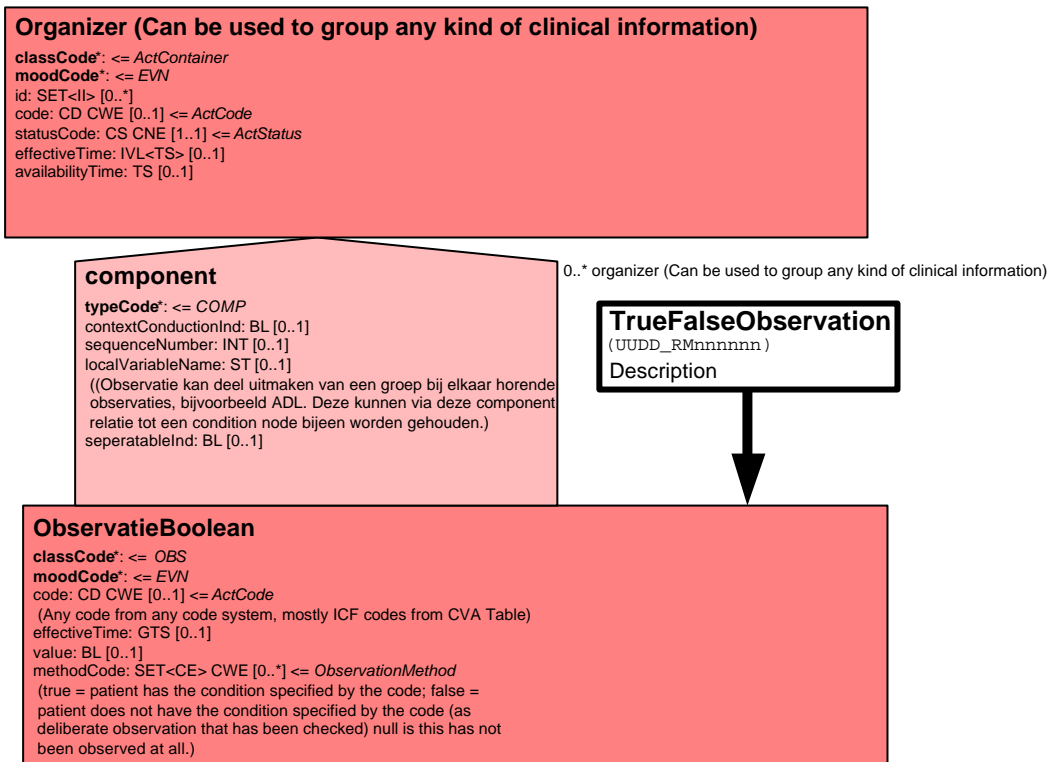 Organizer (Can be used to group any kind of clinical information)
classCode*: <= ActContainer
moodCode*: <= EVN
id: SET<II> [0..*]
code: CD CWE [0..1] <= ActCode
statusCode: CS CNE [1..1] <= ActStatus
effectiveTime: IVL<TS> [0..1]
availabilityTime: TS [0..1]
component
typeCode*: <= COMP
contextConductionInd: BL [0..1]
sequenceNumber: INT [0..1]
localVariableName: ST [0..1]
((Observatie kan deel uitmaken van een groep bij elkaar horende
observaties, bijvoorbeeld ADL. Deze kunnen via deze component
relatie tot een condition node bijeen worden gehouden.)
seperatableInd: BL [0..1]
0..* organizer (Can be used to group any kind of clinical information)
TrueFalseObservation
(UUDD_RMnnnnnn)
Description
ObservatieBoolean
classCode*: <= OBS
moodCode*: <= EVN
code: CD CWE [0..1] <= ActCode
(Any code from any code system, mostly ICF codes from CVA Table)
effectiveTime: GTS [0..1]
value: BL [0..1]
methodCode: SET<CE> CWE [0..*] <= ObservationMethod
(true = patient has the condition specified by the code; false =
patient does not have the condition specified by the code (as
deliberate observation that has been checked) null is this has not
been observed at all.)